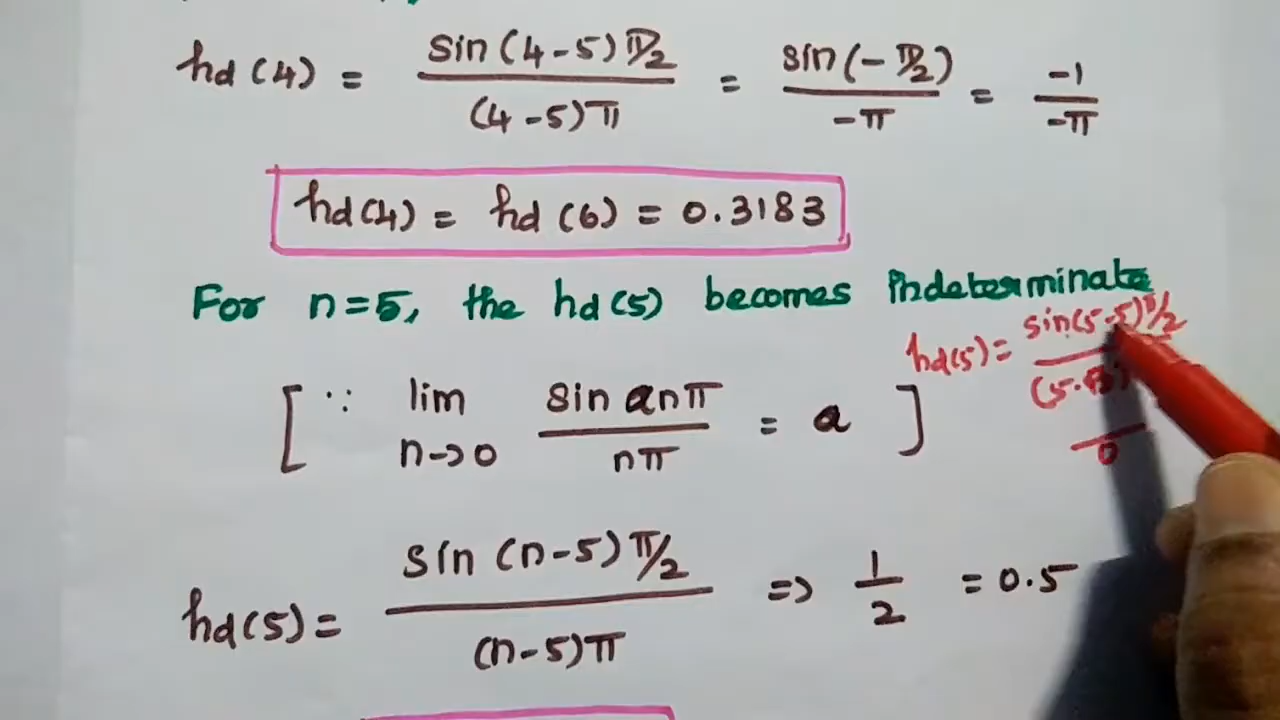 hd(4) = sin(4-5)π/2 / (4-5)π = sin(-π/2) / -π = -1 / -π
hd(4) = hd(6) = 0.3183
For n=5, the hd(5) becomes indeterminate
hd(5) = sin(5-5)π/2 / (5-5)
0
[ ∵ lim n→0 sin anπ / nπ = a ]
hd(5) = sin(n-5)π/2 / (n-5)π => 1/2 = 0.5